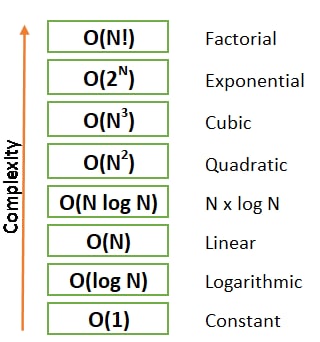 Complexity
O(N!) Factorial
O(2^N) Exponential
O(N^3) Cubic
O(N^2) Quadratic
O(N log N) N x log N
O(N) Linear
O(log N) Logarithmic
O(1) Constant